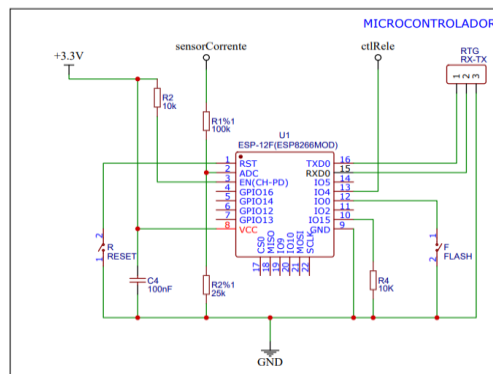 MICROCONTROLADOR
sensorCorrente
ctlRele
RTG
RX-TX
+3.3V
1 2 3
R2
10k
R1%1
100k
U1
ESP-12F(ESP8266MOD)
1 RST TXD0 16
2 ADC RXD0 15
3 EN(CH-PD) IO5 14
4 GPIO16 IO4 13
5 GPIO14 IO0 12
6 GPIO12 IO2 11
7 GPIO13 IO15 10
8 VCC GND 9
CS0 MISO IO9 IO10 MOSI SCLK
17 18 19 20 21 22
2
R
RESET
1
C4
100nF
R2%1
25k
R4
10K
1
F
FLASH
2
GND